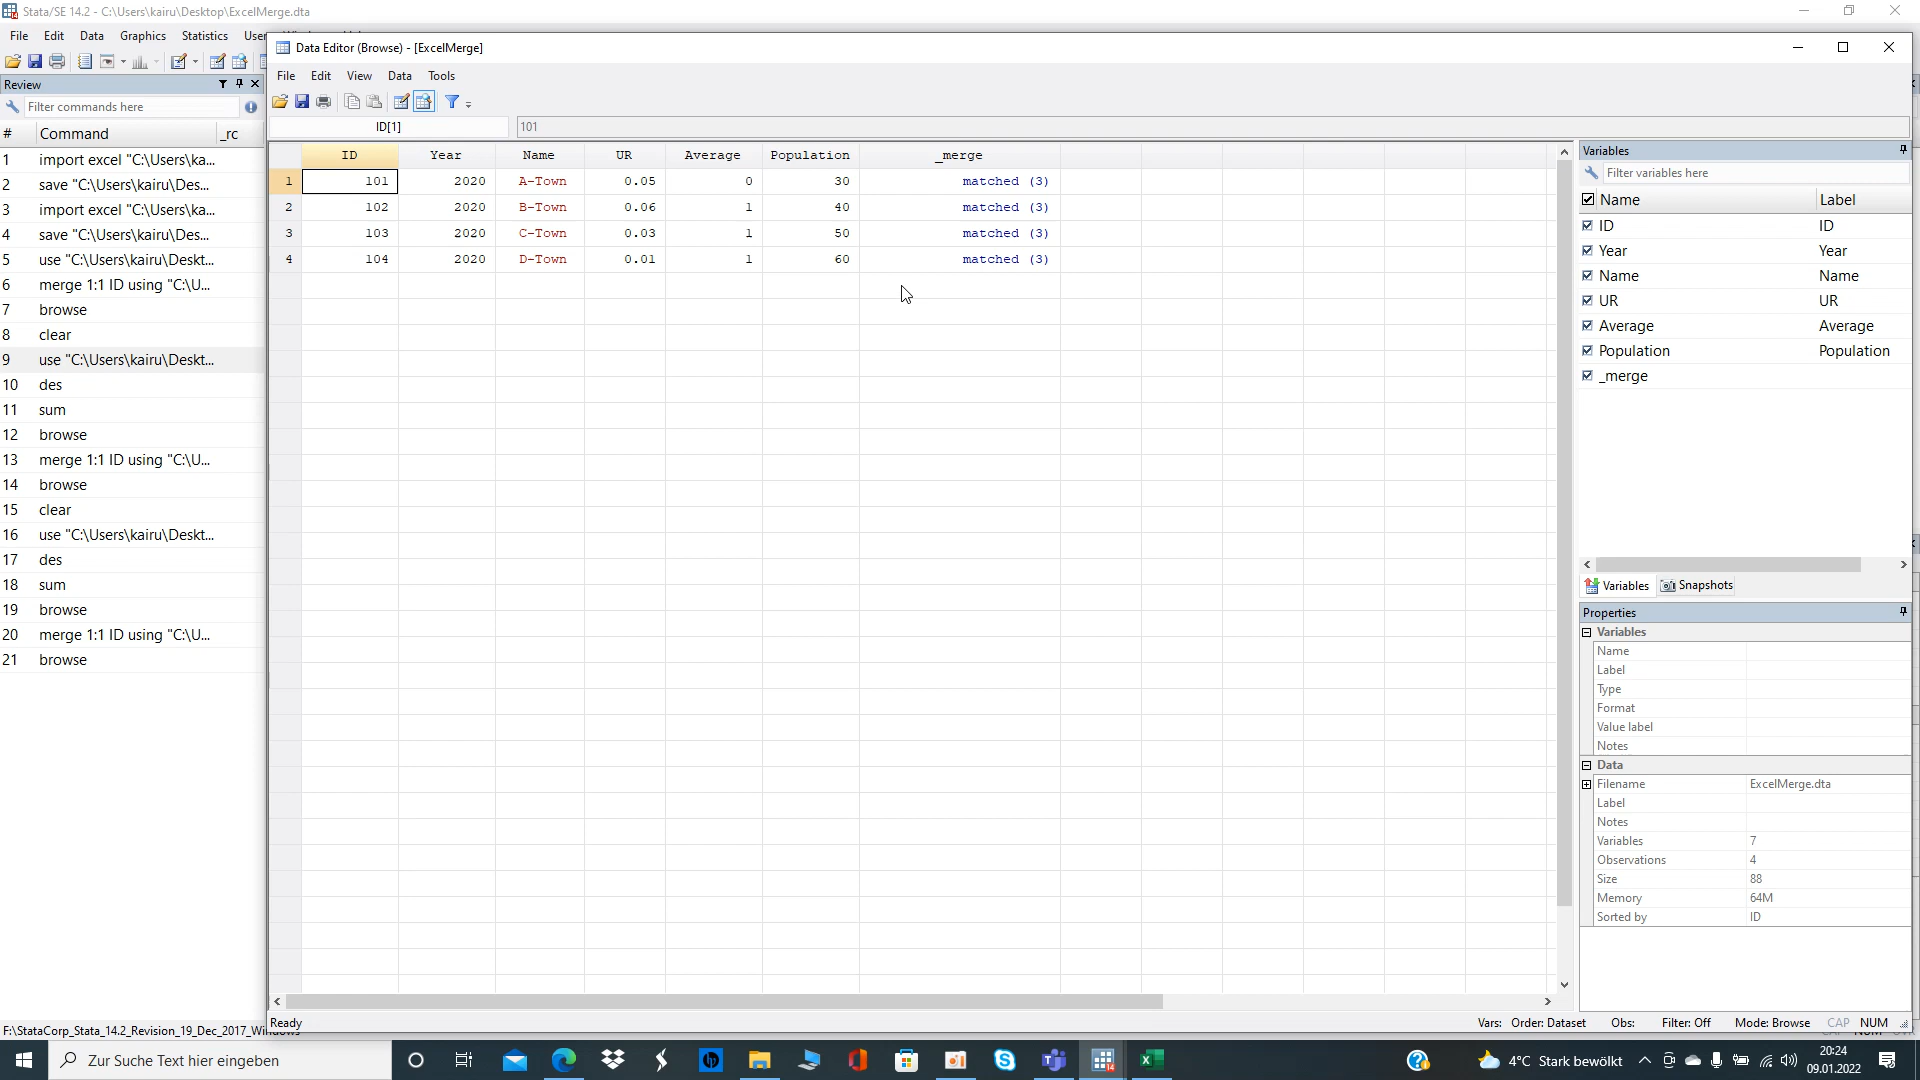 Stata/SE 14.2 - C:\Users\kairu\Desktop\ExcelMerge.dta
File Edit Data Graphics Statistics User
Data Editor (Browse) - [ExcelMerge]
File Edit View Data Tools
Review
Filter commands here
# Command _rc
1 import excel "C:\Users\ka...
2 save "C:\Users\kairu\Des...
3 import excel "C:\Users\ka...
4 save "C:\Users\kairu\Des...
5 use "C:\Users\kairu\Deskt...
6 merge 1:1 ID using "C:\U...
7 browse
8 clear
9 use "C:\Users\kairu\Deskt...
10 des
11 sum
12 browse
13 merge 1:1 ID using "C:\U...
14 browse
15 clear
16 use "C:\Users\kairu\Deskt...
17 des
18 sum
19 browse
20 merge 1:1 ID using "C:\U...
21 browse
ID[1] 101
ID Year Name UR Average Population _merge
1 101 2020 A-Town 0.05 0 30 matched (3)
2 102 2020 B-Town 0.06 1 40 matched (3)
3 103 2020 C-Town 0.03 1 50 matched (3)
4 104 2020 D-Town 0.01 1 60 matched (3)
Variables
Filter variables here
Name Label
ID ID
Year Year
Name Name
UR UR
Average Average
Population Population
_merge
Variables Snapshots
Properties
Variables
Name
Label
Type
Format
Value label
Notes
Data
Filename ExcelMerge.dta
Label
Notes
Variables 7
Observations 4
Size 88
Memory 64M
Sorted by ID
Ready Vars: Order: Dataset Obs: Filter: Off Mode: Browse CAP NUM
F:\StataCorp_Stata_14.2_Revision_19_Dec_2017_Windows
Zur Suche Text hier eingeben
4°C Stark bewölkt
20:24
09.01.2022